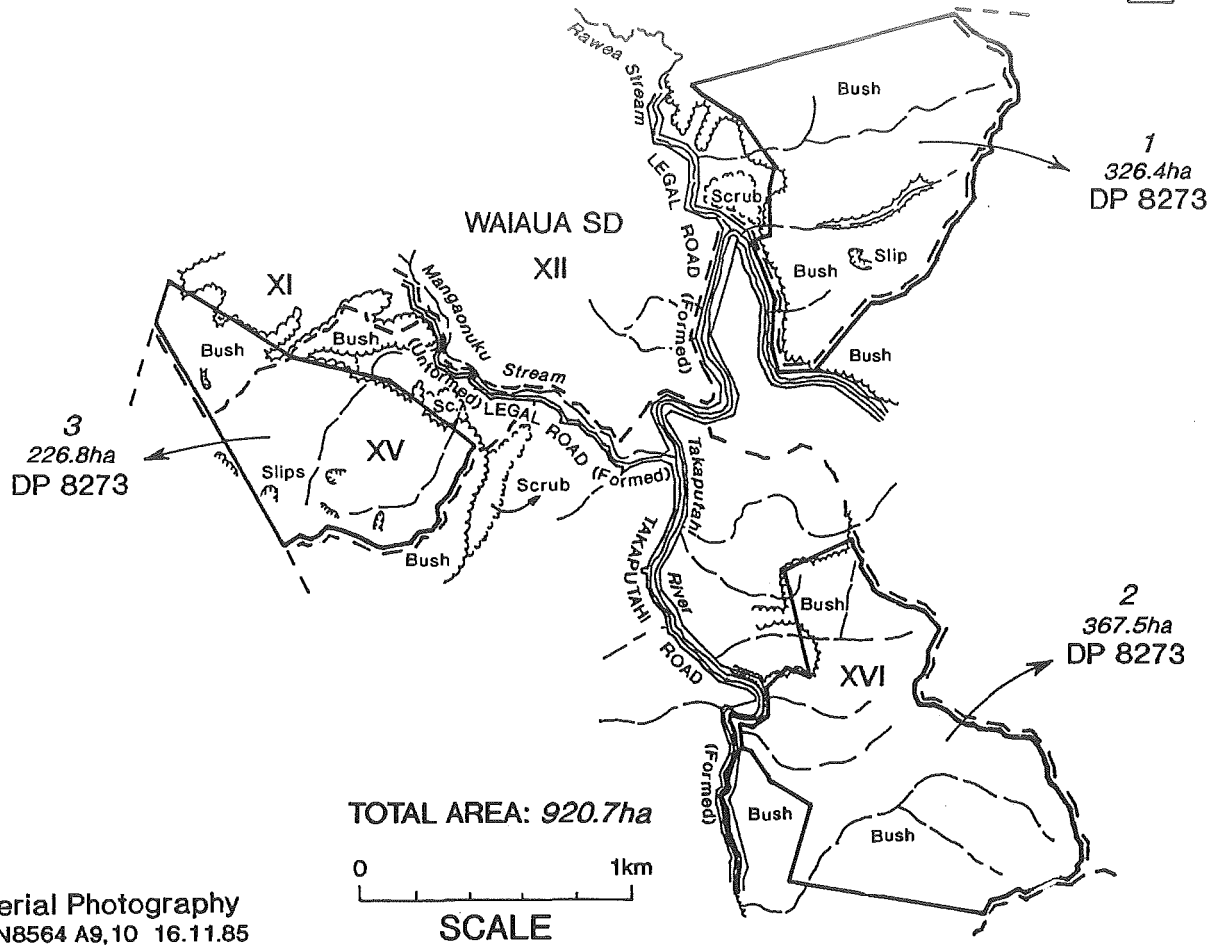 Rawea Stream
Bush
1
326.4ha
DP 8273
LEGAL ROAD (Formed)
Scrub
WAIAUA SD
XII
Bush
Slip
XI
Mangaonuku Stream
Bush
Bush
(Unformed)
Bush
Sc.
LEGAL ROAD (Formed)
3
226.8ha
DP 8273
XV
Slips
Scrub
Takaputahi River
Bush
TAKAPUTAHI ROAD (Formed)
Bush
2
367.5ha
DP 8273
XVI
TOTAL AREA: 920.7ha
Bush
Bush
0 1km
SCALE
erial Photography
N8564 A9,10 16.11.85